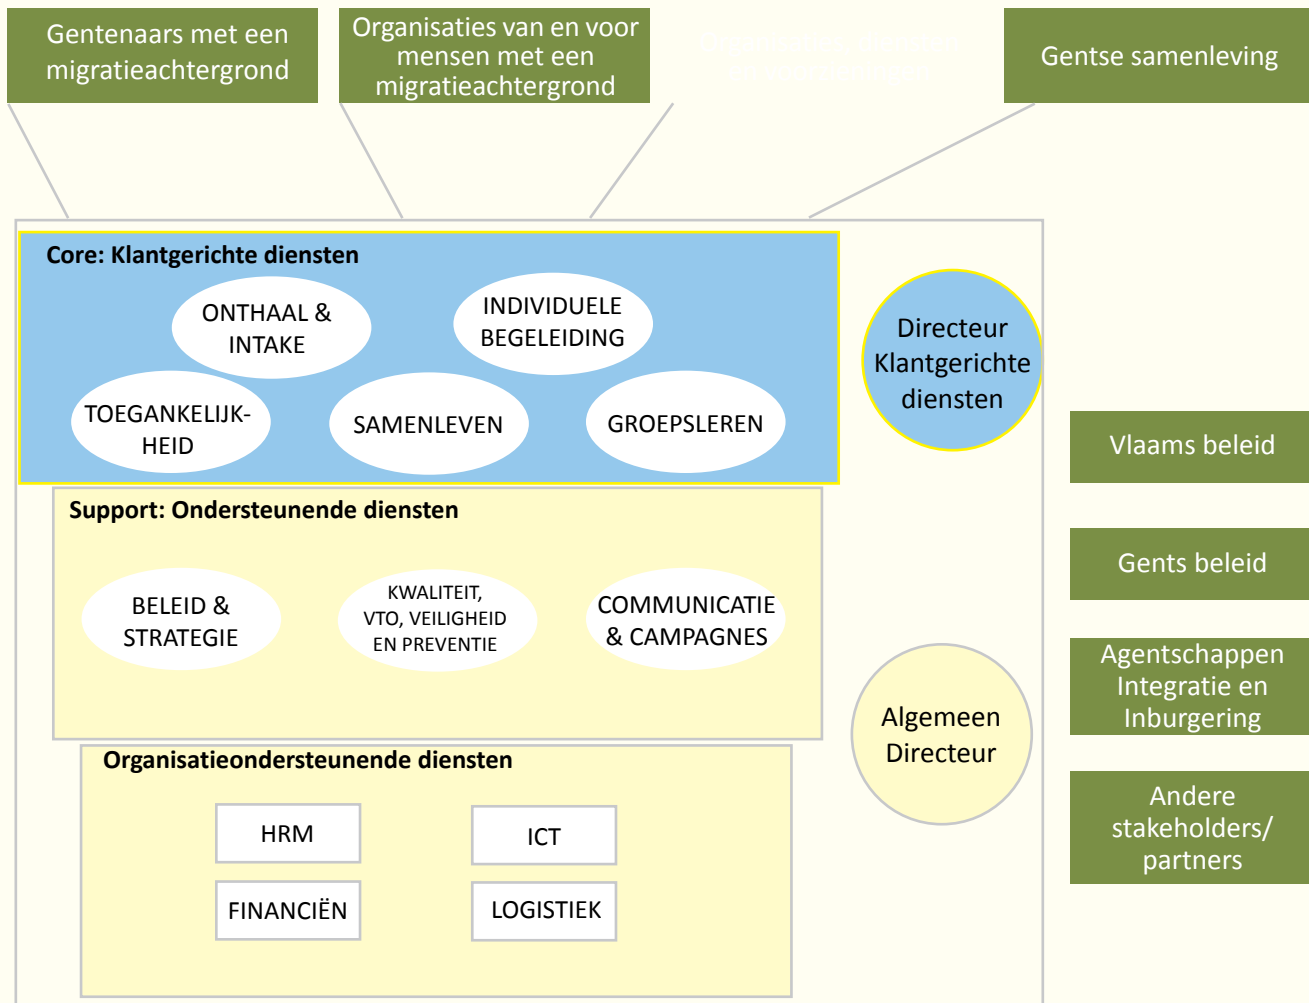 Gentenaars met een
migratieachtergrond
Organisaties van en voor
mensen met een
migratieachtergrond
Gentse samenleving
Core: Klantgerichte diensten
ONTHAAL &
INTAKE
INDIVIDUELE
BEGELEIDING
TOEGANKELIJK-
HEID
SAMENLEVEN
GROEPSLEREN
Directeur
Klantgerichte
diensten
Support: Ondersteunende diensten
BELEID &
STRATEGIE
KWALITEIT,
VTO, VEILIGHEID
EN PREVENTIE
COMMUNICATIE
& CAMPAGNES
Algemeen
Directeur
Organisatieondersteunende diensten
HRM
ICT
FINANCIËN
LOGISTIEK
Vlaams beleid
Gents beleid
Agentschappen
Integratie en
Inburgering
Andere
stakeholders/
partners